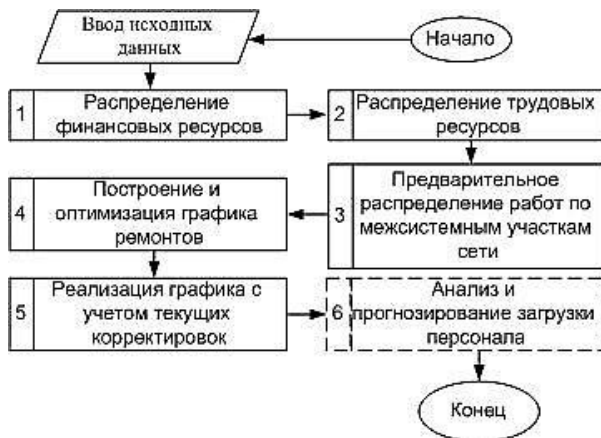 Ввод исходных
данных
Начало
1
Распределение
финансовых ресурсов
2
Распределение трудовых
ресурсов
3
Предварительное
распределение работ по
межсистемным участкам
сети
4
Построение и
оптимизация графика
ремонтов
5
Реализация графика с
учетом текущих
корректировок
6
Анализ и
прогнозирование загрузки
персонала
Конец